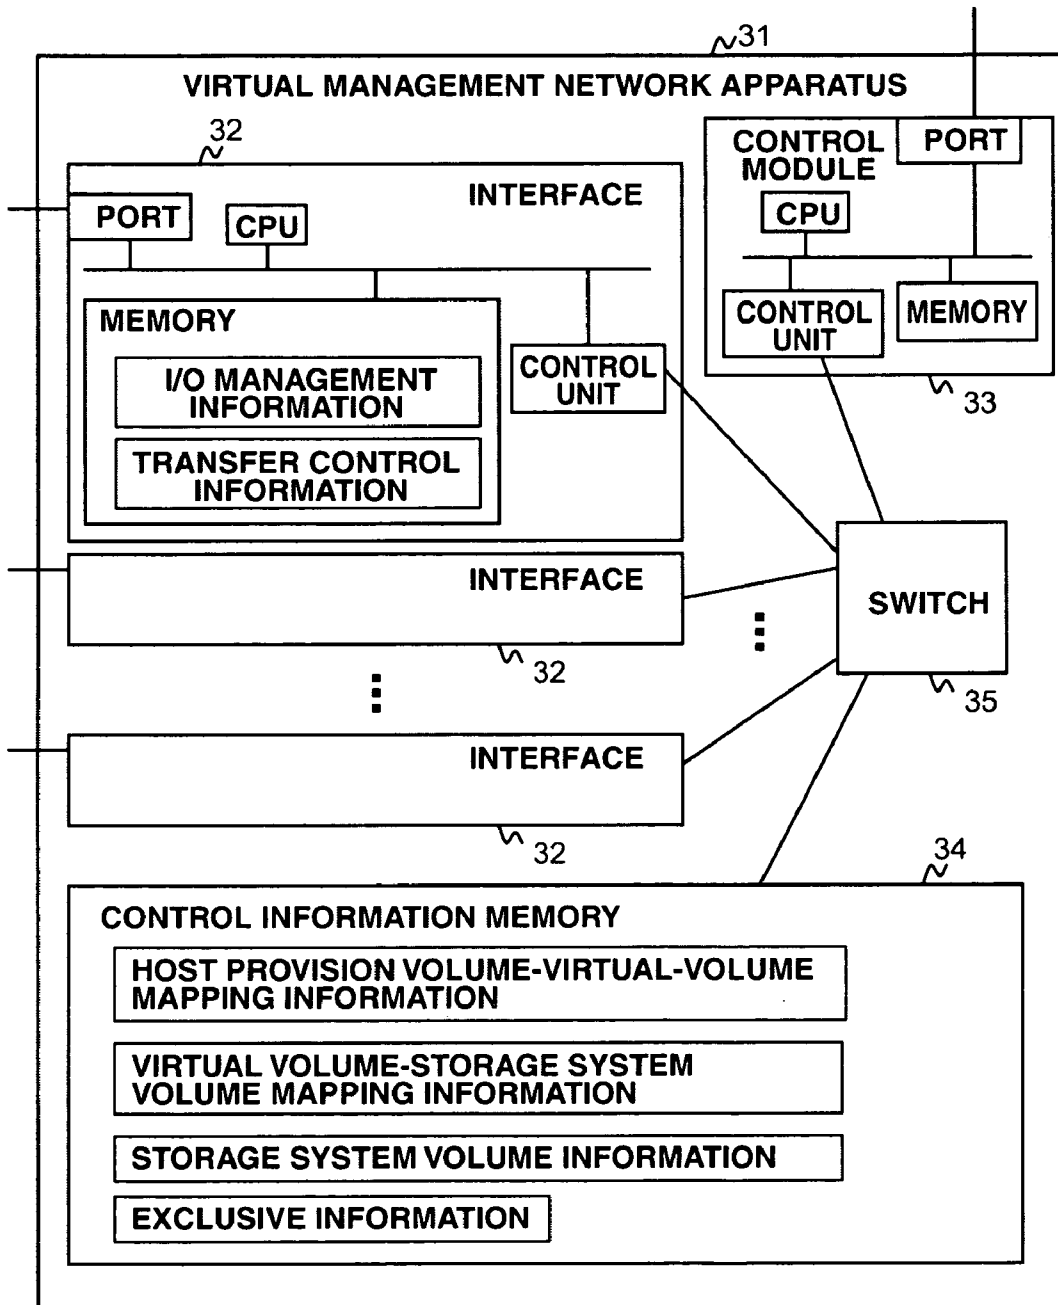 31
VIRTUAL MANAGEMENT NETWORK APPARATUS
32
INTERFACE
PORT
CPU
MEMORY
I/O MANAGEMENT
INFORMATION
TRANSFER CONTROL
INFORMATION
CONTROL
UNIT
CONTROL
MODULE
PORT
CPU
CONTROL
UNIT
MEMORY
33
INTERFACE
32
SWITCH
35
INTERFACE
32
34
CONTROL INFORMATION MEMORY
HOST PROVISION VOLUME-VIRTUAL-VOLUME
MAPPING INFORMATION
VIRTUAL VOLUME-STORAGE SYSTEM
VOLUME MAPPING INFORMATION
STORAGE SYSTEM VOLUME INFORMATION
EXCLUSIVE INFORMATION